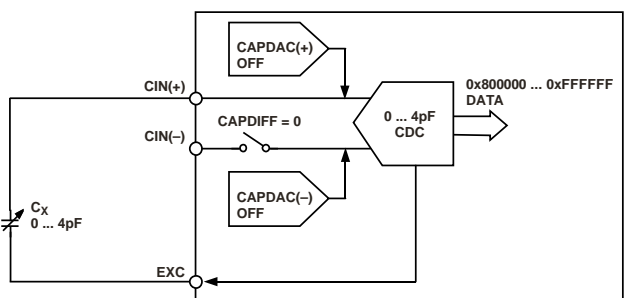 CAPDAC(+)
OFF
CIN(+)
0x800000 ... 0xFFFFFF
DATA
0 ... 4pF
CDC
CAPDIFF = 0
CIN(–)
CAPDAC(–)
OFF
CX
0 ... 4pF
EXC